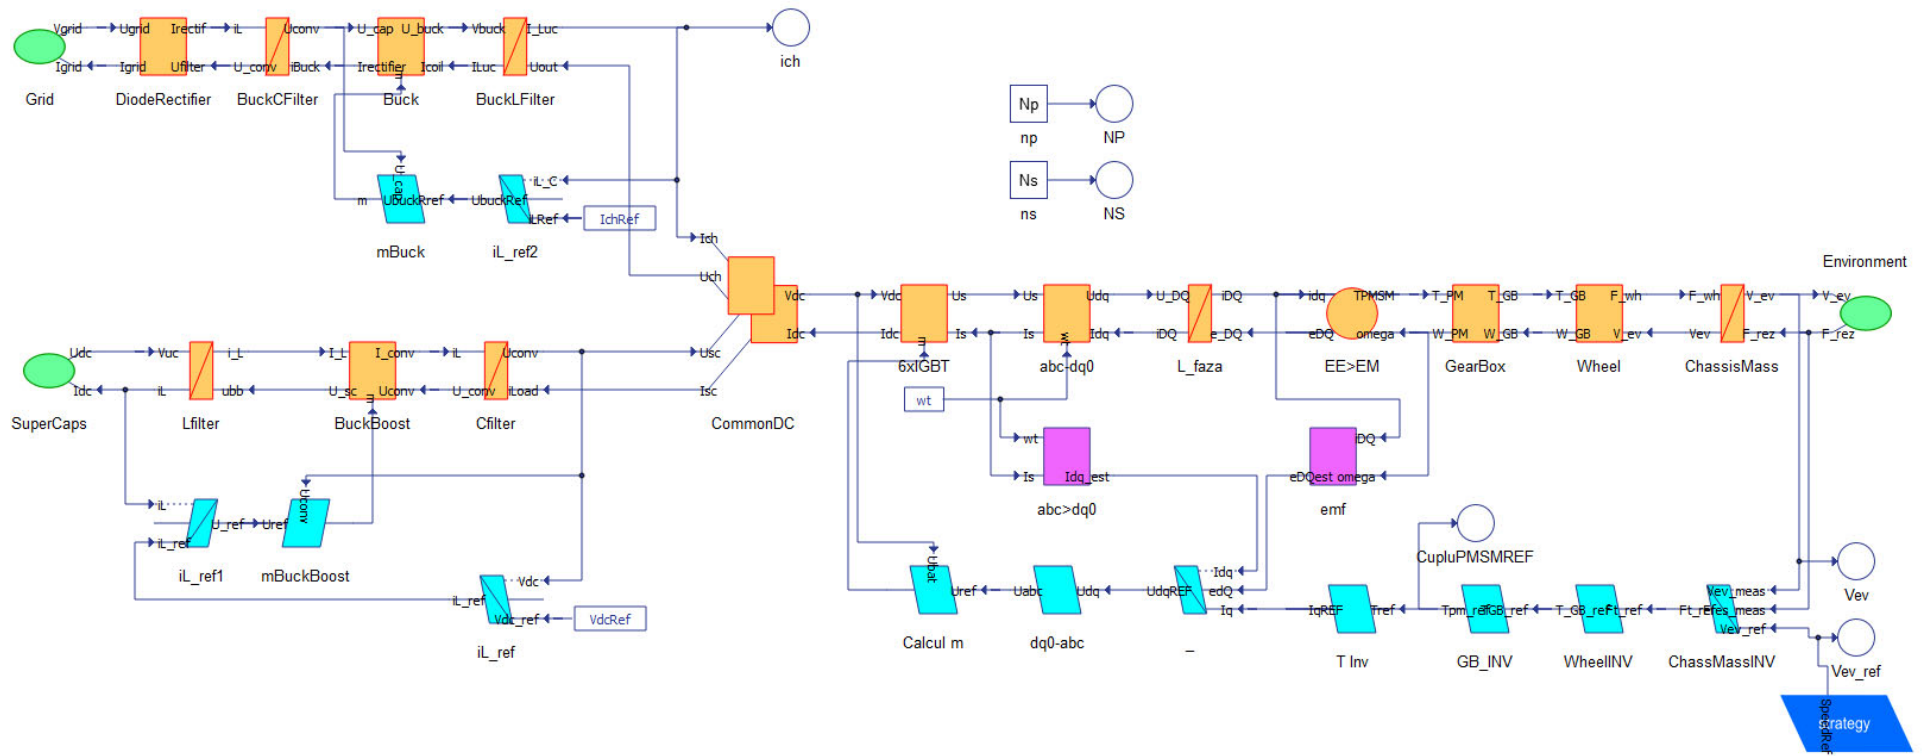 Vgrid Ugrid Irectif iL Uconv U_cap U_buck Vbuck I_Luc
Igrid Igrid Ufilter U_conv iBuck Irectifier Icoil ILuc Uout
m
Grid DiodeRectifier BuckCFilter Buck BuckLFilter
ich
Np
np NP
Ns
ns NS
U_cap
iL_C
m UbuckRref UbuckRef
iLRef IchRef
mBuck iL_ref2
Ich
Uch
Usc
Isc
Vdc
Idc
CommonDC
Environment
Vdc Us Us Udq U_DQ iDQ idq TPMSM T_PM T_GB T_GB F_wh F_wh V_ev V_ev
Idc Is Is Idq iDQ e_DQ eDQ omega W_PM W_GB W_GB V_ev Vev F_rez F_rez
m wt
6xIGBT abc-dq0 L_faza EE>EM GearBox Wheel ChassisMass
Udc Vuc i_L I_L I_conv iL Uconv
Idc iL ubb U_sc Uconv U_conv iLoad
m
SuperCaps Lfilter BuckBoost Cfilter
wt
wt
Is Idq_est
abc>dq0
iDQ
eDQest omega
emf
iL
U_ref Uref
iL_ref
Uconv
iL_ref1 mBuckBoost
Vdc
iL_ref
Vdc_ref VdcRef
iL_ref
CupluPMSMREF
Ubat
Uref Uabc Udq UdqREF
Idq
edQ
Iq IqREF Tref Tpm_ref TGB_ref T_GB_ref Ft_ref Ft_ref
Vev_meas
Fres_meas
Vev_ref
Calcul m dq0-abc _ T Inv GB_INV WheelINV ChassMassINV
Vev
Vev_ref
SpeedRef
strategy